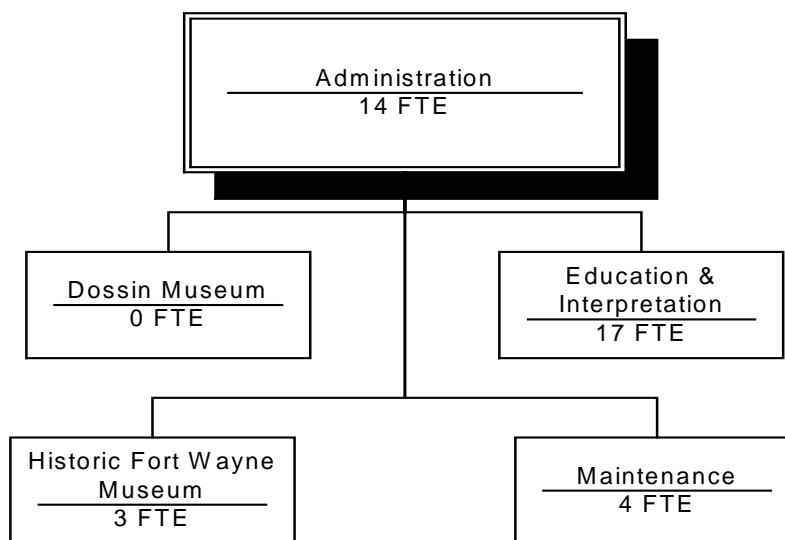 Administration
14 FTE
Dossin Museum
0 FTE
Education &
Interpretation
17 FTE
Historic Fort Wayne
Museum
3 FTE
Maintenance
4 FTE